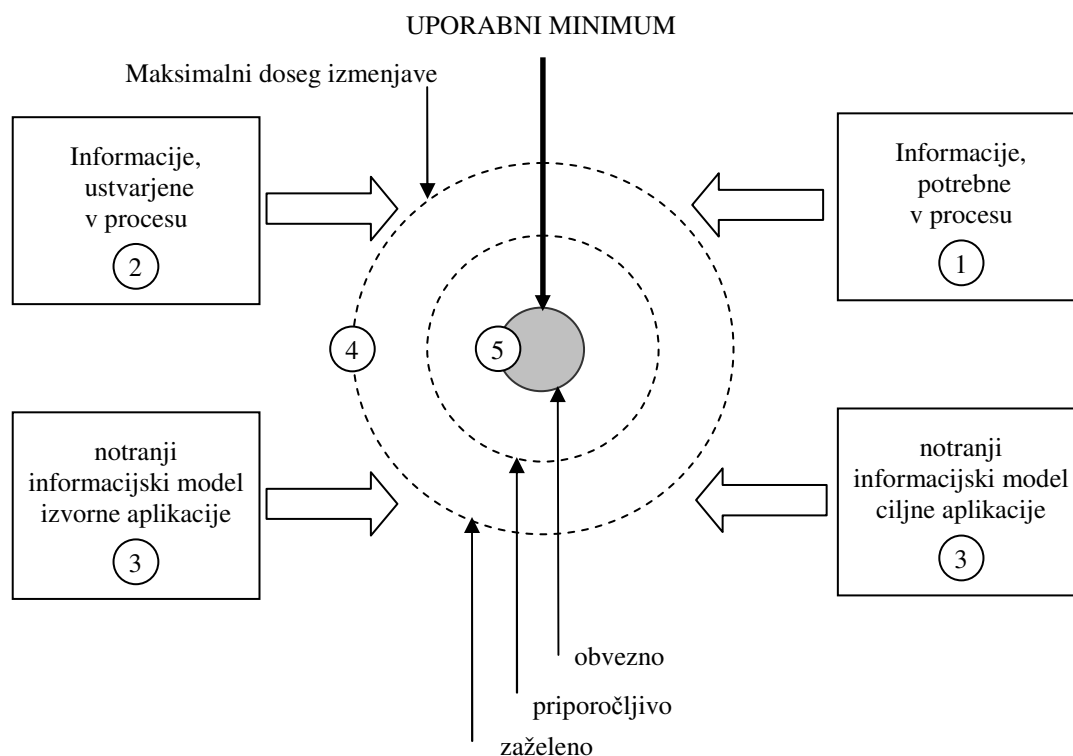 UPORABNI MINIMUM
Maksimalni doseg izmenjave
Informacije,
ustvarjene
v procesu
2
Informacije,
potrebne
v procesu
1
4
5
notranji
informacijski model
izvorne aplikacije
3
notranji
informacijski model
ciljne aplikacije
3
obvezno
priporočljivo
zaželeno